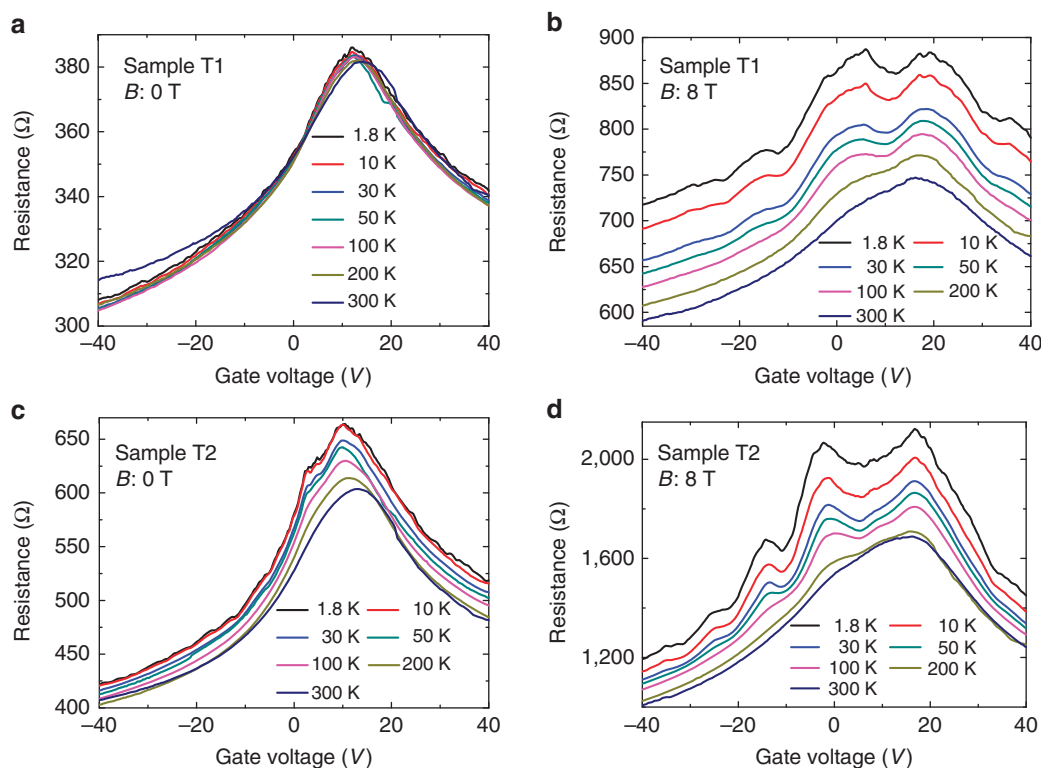 a
Sample T1
B: 0 T
380
360
340
320
300
Resistance (Ω)
1.8 K
10 K
30 K
50 K
100 K
200 K
300 K
−40 −20 0 20 40
Gate voltage (V)
b
Sample T1
B: 8 T
900
850
800
750
700
650
600
Resistance (Ω)
1.8 K 10 K
30 K 50 K
100 K 200 K
300 K
−40 −20 0 20 40
Gate voltage (V)
c
Sample T2
B: 0 T
650
600
550
500
450
400
Resistance (Ω)
1.8 K 10 K
30 K 50 K
100 K 200 K
300 K
−40 −20 0 20 40
Gate voltage (V)
d
Sample T2
B: 8 T
2,000
1,600
1,200
Resistance (Ω)
1.8 K 10 K
30 K 50 K
100 K 200 K
300 K
−40 −20 0 20 40
Gate voltage (V)